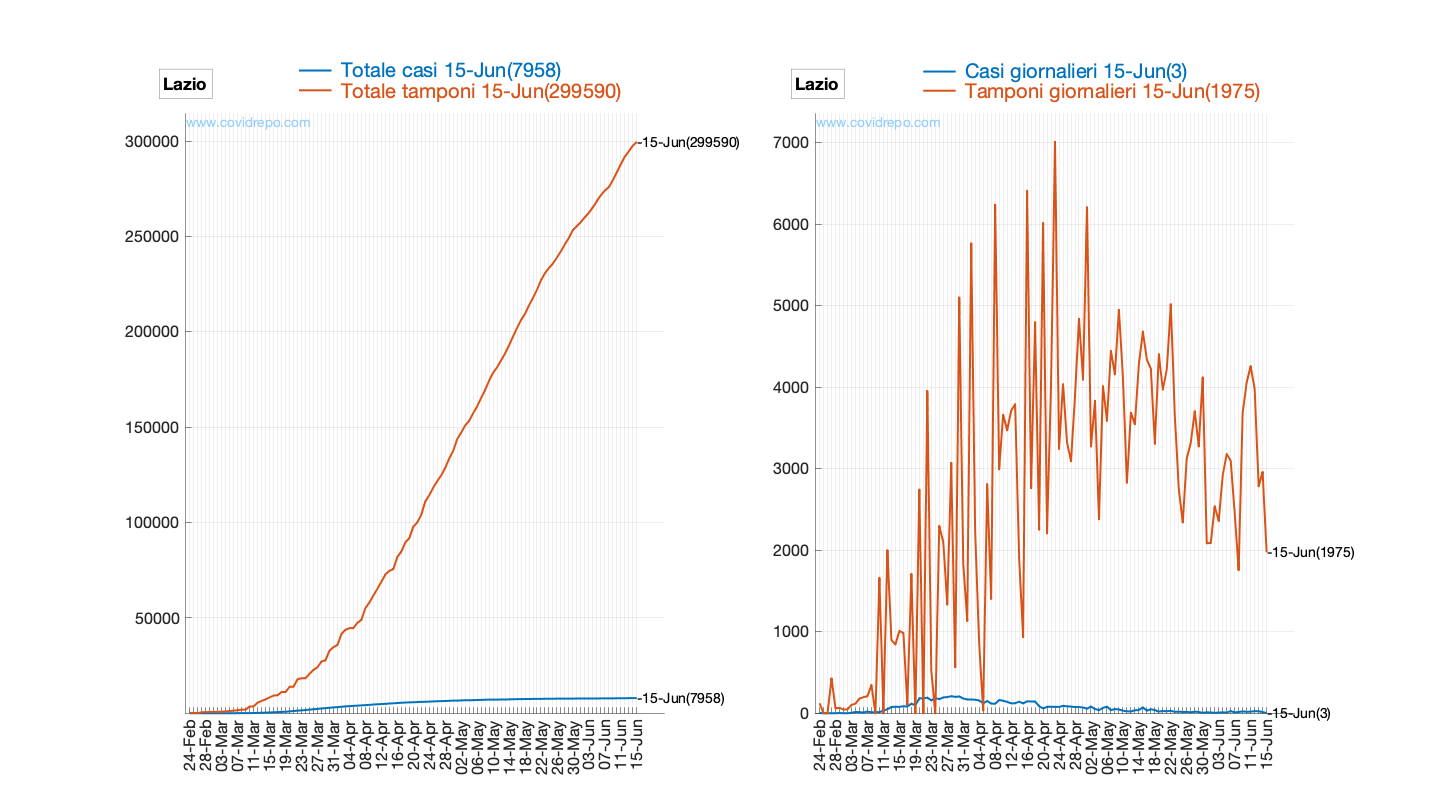 Lazio
Totale casi 15-Jun(7958)
Totale tamponi 15-Jun(299590)
www.covidrepo.com
300000
250000
200000
150000
100000
50000
-15-Jun(299590)
-15-Jun(7958)
24-Feb
28-Feb
03-Mar
07-Mar
11-Mar
15-Mar
19-Mar
23-Mar
27-Mar
31-Mar
04-Apr
08-Apr
12-Apr
16-Apr
20-Apr
24-Apr
28-Apr
02-May
06-May
10-May
14-May
18-May
22-May
26-May
30-May
03-Jun
07-Jun
11-Jun
15-Jun
Lazio
Casi giornalieri 15-Jun(3)
Tamponi giornalieri 15-Jun(1975)
www.covidrepo.com
7000
6000
5000
4000
3000
2000
1000
0
-15-Jun(1975)
-15-Jun(3)
24-Feb
28-Feb
03-Mar
07-Mar
11-Mar
15-Mar
19-Mar
23-Mar
27-Mar
31-Mar
04-Apr
08-Apr
12-Apr
16-Apr
20-Apr
24-Apr
28-Apr
02-May
06-May
10-May
14-May
18-May
22-May
26-May
30-May
03-Jun
07-Jun
11-Jun
15-Jun